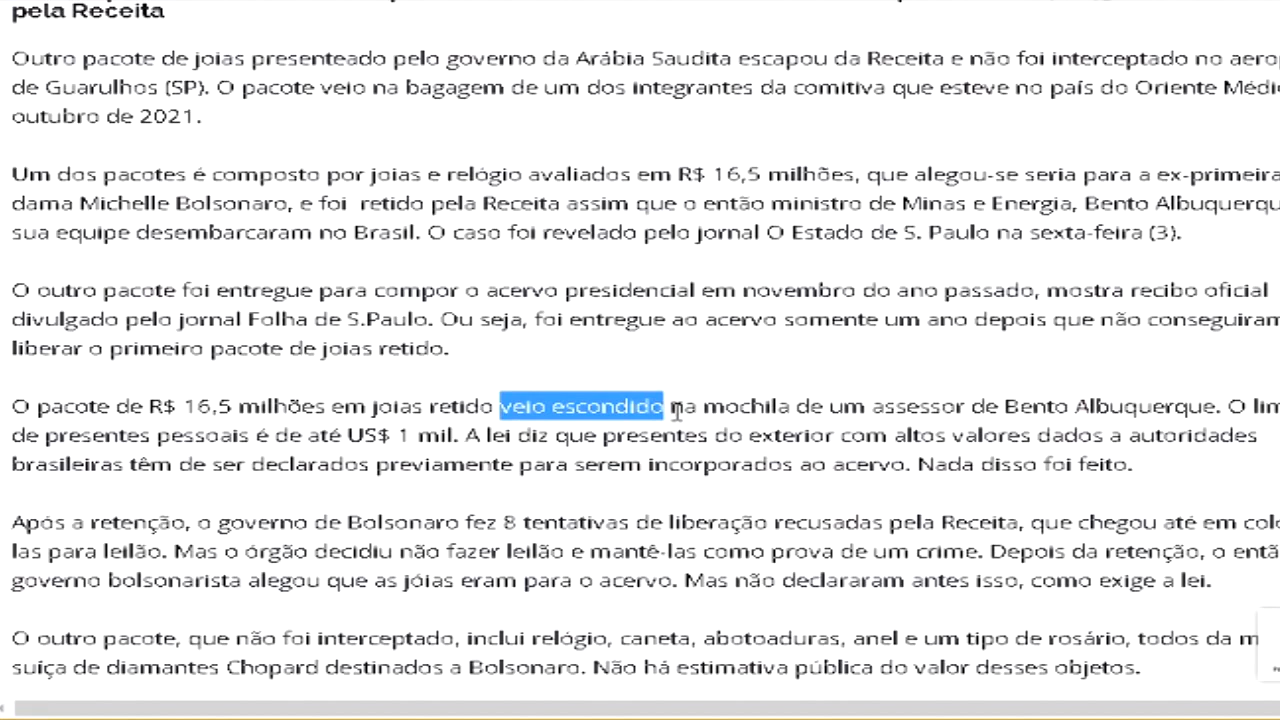 pela Receita
Outro pacote de joias presenteado pelo governo da Arábia Saudita escapou da Receita e não foi interceptado no aerop
de Guarulhos (SP). O pacote veio na bagagem de um dos integrantes da comitiva que esteve no país do Oriente Médi
outubro de 2021.
Um dos pacotes é composto por joias e relógio avaliados em R$ 16,5 milhões, que alegou-se seria para a ex-primeira
dama Michelle Bolsonaro, e foi retido pela Receita assim que o então ministro de Minas e Energia, Bento Albuquerqu
sua equipe desembarcaram no Brasil. O caso foi revelado pelo jornal O Estado de S. Paulo na sexta-feira (3).
O outro pacote foi entregue para compor o acervo presidencial em novembro do ano passado, mostra recibo oficial
divulgado pelo jornal Folha de S.Paulo. Ou seja, foi entregue ao acervo somente um ano depois que não conseguiram
liberar o primeiro pacote de joias retido.
O pacote de R$ 16,5 milhões em joias retido veio escondido na mochila de um assessor de Bento Albuquerque. O lim
de presentes pessoais é de até US$ 1 mil. A lei diz que presentes do exterior com altos valores dados a autoridades
brasileiras têm de ser declarados previamente para serem incorporados ao acervo. Nada disso foi feito.
Após a retenção, o governo de Bolsonaro fez 8 tentativas de liberação recusadas pela Receita, que chegou até em colo
las para leilão. Mas o órgão decidiu não fazer leilão e mantê-las como prova de um crime. Depois da retenção, o entã
governo bolsonarista alegou que as jóias eram para o acervo. Mas não declararam antes isso, como exige a lei.
O outro pacote, que não foi interceptado, inclui relógio, caneta, abotoaduras, anel e um tipo de rosário, todos da m
suíça de diamantes Chopard destinados a Bolsonaro. Não há estimativa pública do valor desses objetos.